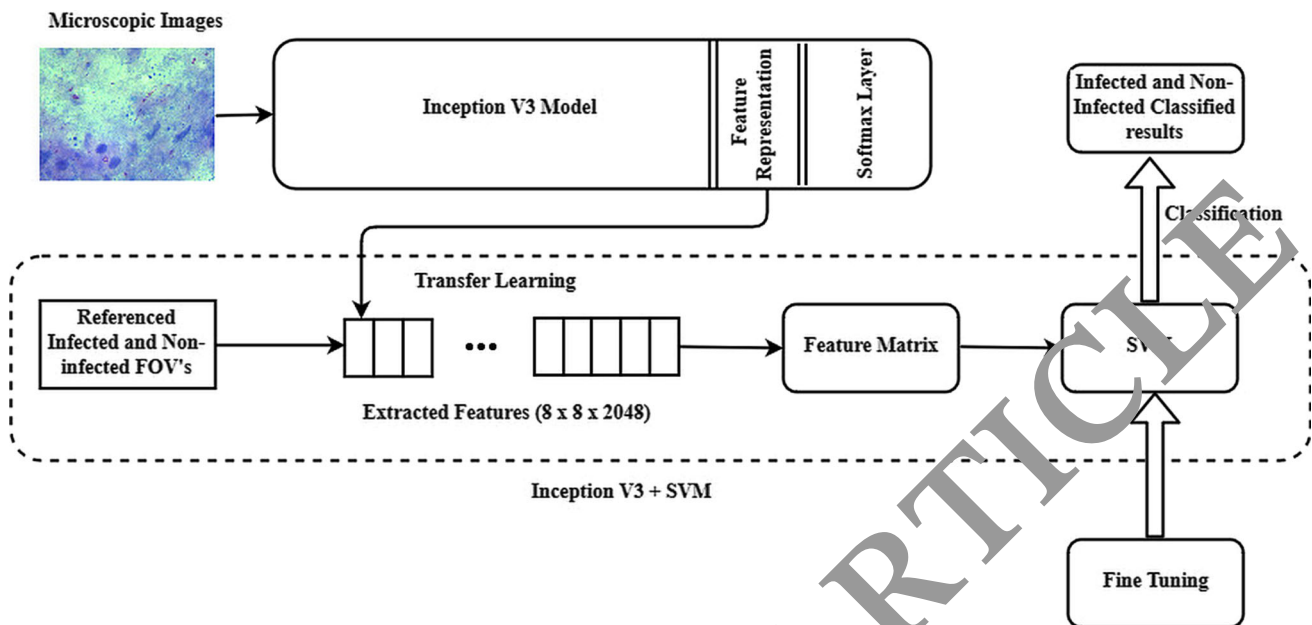 Microscopic Images
Inception V3 Model
Feature
Representation
Softmax Layer
Infected and Non-
Infected Classified
results
Classification
Transfer Learning
Referenced
Infected and Non-
infected FOV's
...
Feature Matrix
Extracted Features (8 x 8 x 2048)
Inception V3 + SVM
Fine Tuning
RTICLE